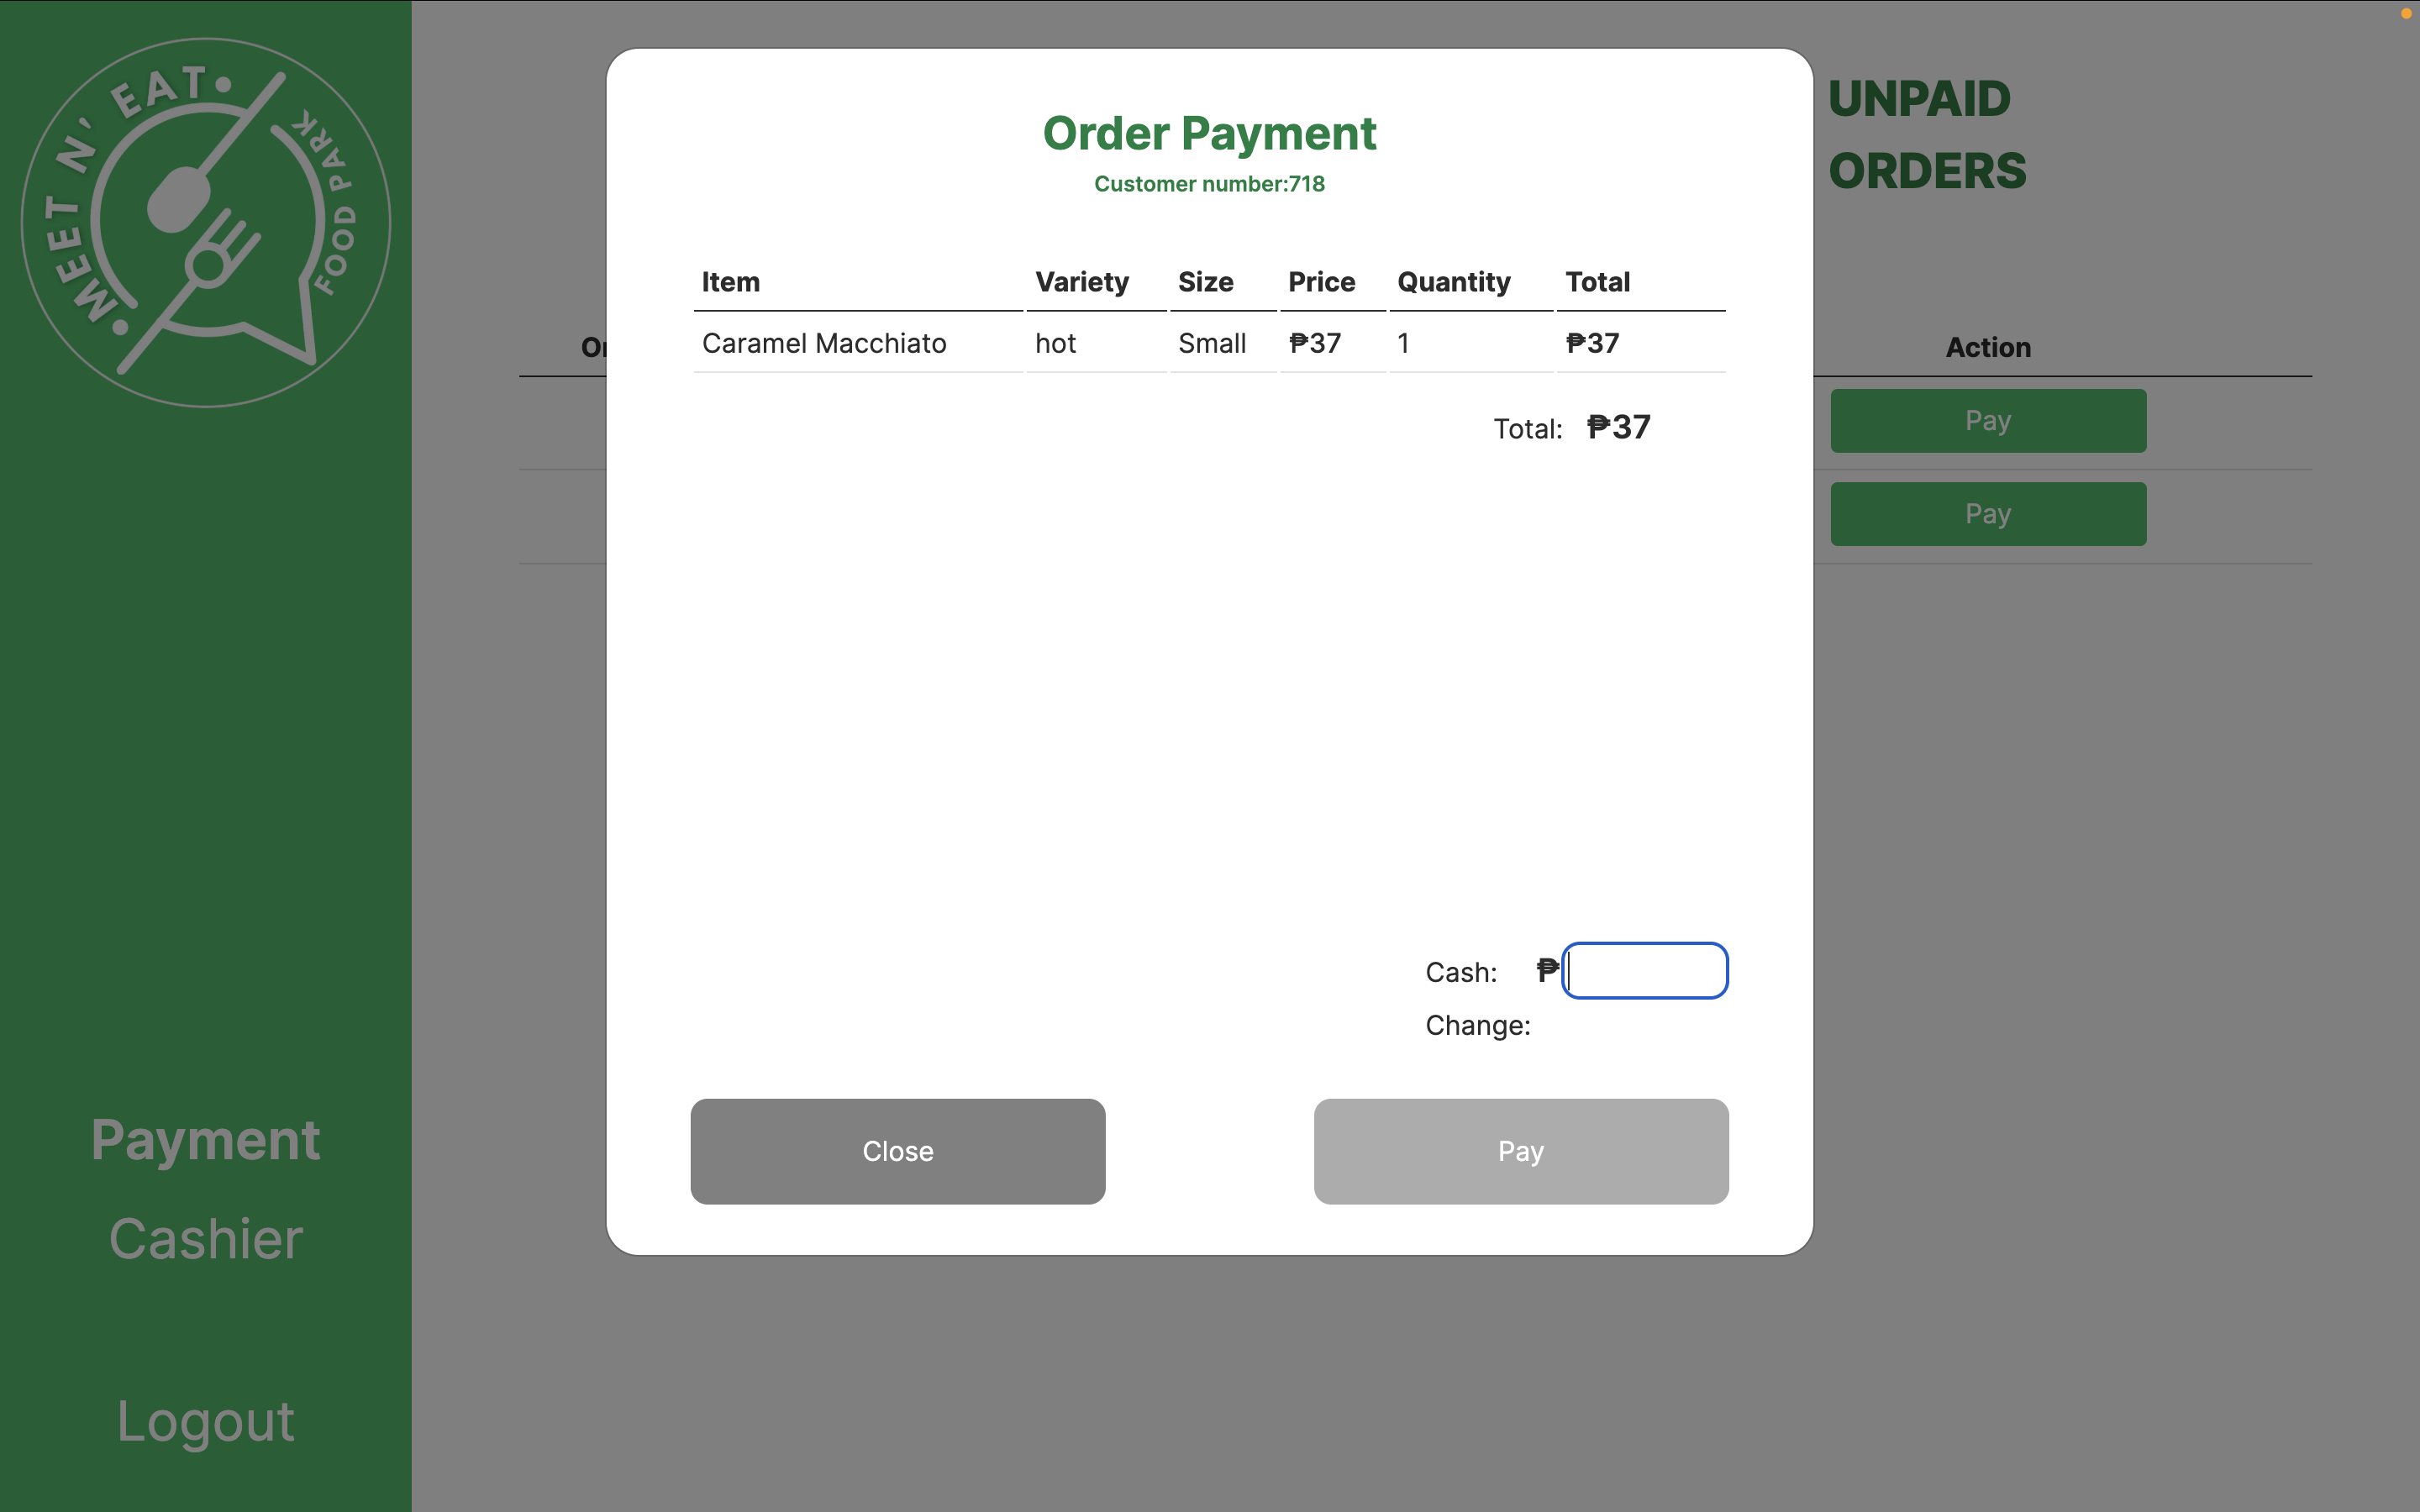 MEET N' EAT
FOOD PARK
Payment
Cashier
Logout
UNPAID
ORDERS
Action
Pay
Pay
Order Payment
Customer number:718
Item Variety Size Price Quantity Total
Caramel Macchiato hot Small ₱37 1 ₱37
Total: ₱37
Cash: ₱
Change:
Close Pay